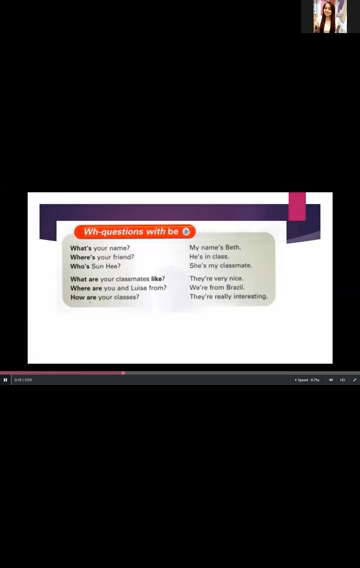 Wh-questions with be
What's your name? My name's Beth.
Where's your friend? He's in class.
Who's Sun Hee? She's my classmate.
What are your classmates like? They're very nice.
Where are you and Luisa from? We're from Brazil.
How are your classes? They're really interesting.
Speed 0.75x